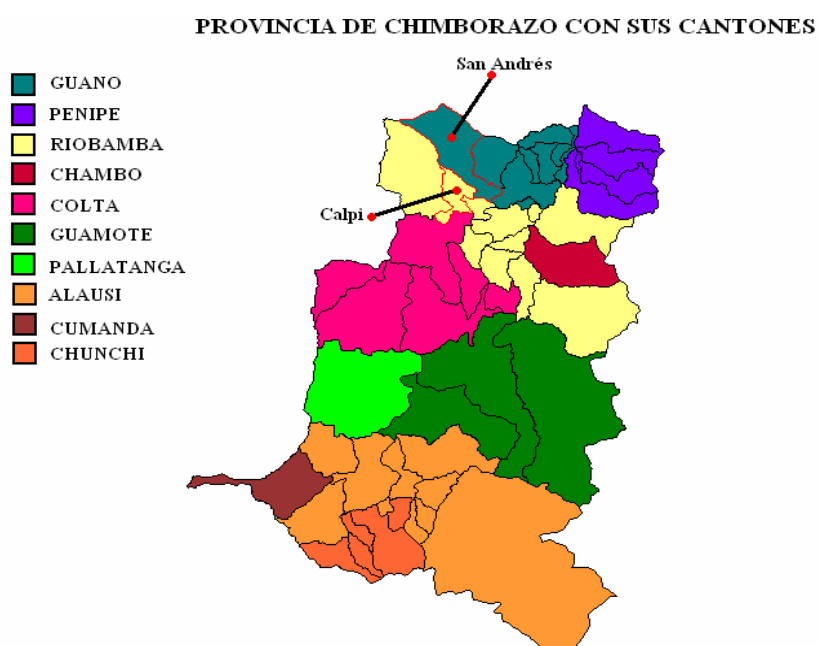 PROVINCIA DE CHIMBORAZO CON SUS CANTONES
San Andrés
GUANO
PENIPE
RIOBAMBA
CHAMBO
COLTA
Calpi
GUAMOTE
PALLATANGA
ALAUSI
CUMANDA
CHUNCHI